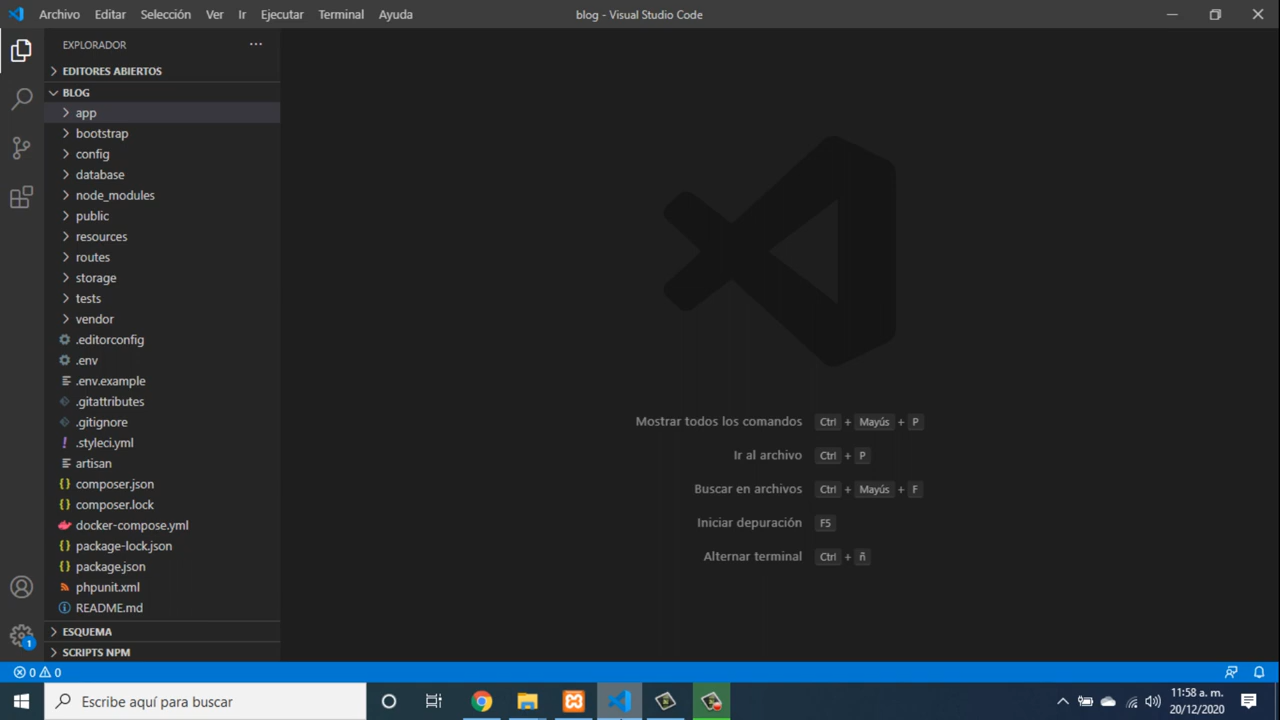 Archivo Editar Selección Ver Ir Ejecutar Terminal Ayuda blog - Visual Studio Code
EXPLORADOR
EDITORES ABIERTOS
BLOG
app
bootstrap
config
database
node_modules
public
resources
routes
storage
tests
vendor
.editorconfig
.env
.env.example
.gitattributes
.gitignore
.styleci.yml
artisan
composer.json
composer.lock
docker-compose.yml
package-lock.json
package.json
phpunit.xml
README.md
ESQUEMA
SCRIPTS NPM
Mostrar todos los comandos Ctrl + Mayús + P
Ir al archivo Ctrl + P
Buscar en archivos Ctrl + Mayús + F
Iniciar depuración F5
Alternar terminal Ctrl + ñ
1
0 0
Escribe aquí para buscar
11:58 a. m.
20/12/2020